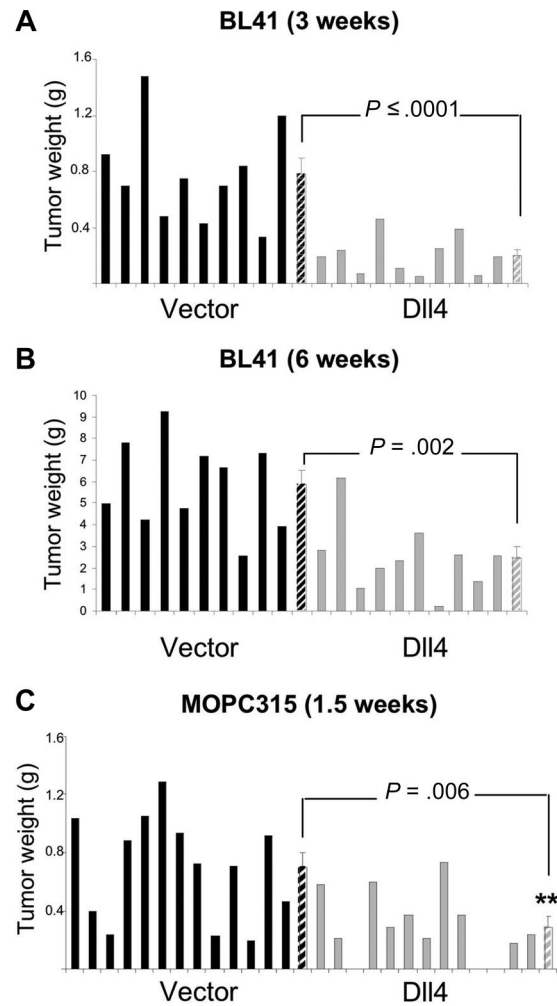 A
BL41 (3 weeks)
Tumor weight (g)
1.6
1.2
0.8
0.4
P ≤ .0001
Vector
Dll4
B
BL41 (6 weeks)
Tumor weight (g)
10
9
8
7
6
5
4
3
2
1
0
P = .002
Vector
Dll4
C
MOPC315 (1.5 weeks)
Tumor weight (g)
1.6
1.2
0.8
0.4
P = .006
**
Vector
Dll4